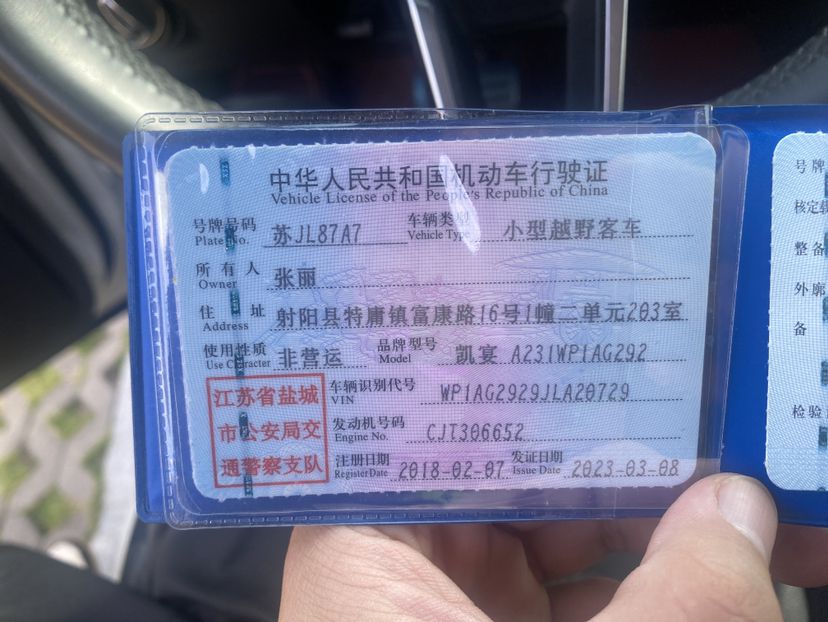 中华人民共和国机动车行驶证
Vehicle License of the People's Republic of China
号牌号码 苏JL87A7 车辆类型 小型越野客车
Plate No. Vehicle Type
所有人 张丽
Owner
住址 射阳县特庸镇富康路16号1幢二单元203室
Address
使用性质 非营运 品牌型号 凯宴 A231WP1AG292
Use Character Model
江苏省盐城
市公安局交
通警察支队
车辆识别代号 WP1AG2929JLA20729
VIN
发动机号码 CJT306652
Engine No.
注册日期 2018-02-07 发证日期 2023-03-08
Register Date Issue Date
号牌
核定载
整备
外廓
备
检验